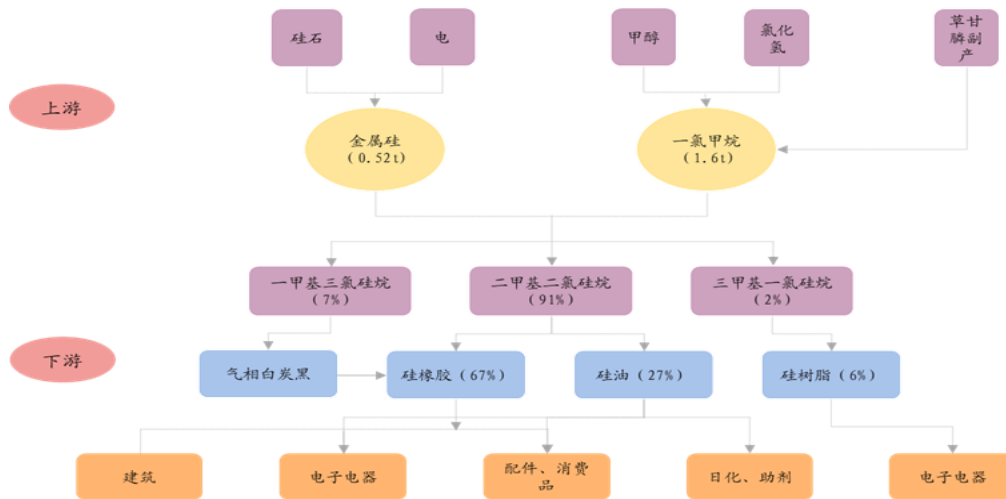 硅石
电
甲醇
氯化
氢
草甘
膦副
产
上游
金属硅
(0.52t)
一氯甲烷
(1.6t)
一甲基三氯硅烷
(7%)
二甲基二氯硅烷
(91%)
三甲基一氯硅烷
(2%)
下游
气相白炭黑
硅橡胶(67%)
硅油(27%)
硅树脂(6%)
建筑
电子电器
配件、消费
品
日化、助剂
电子电器